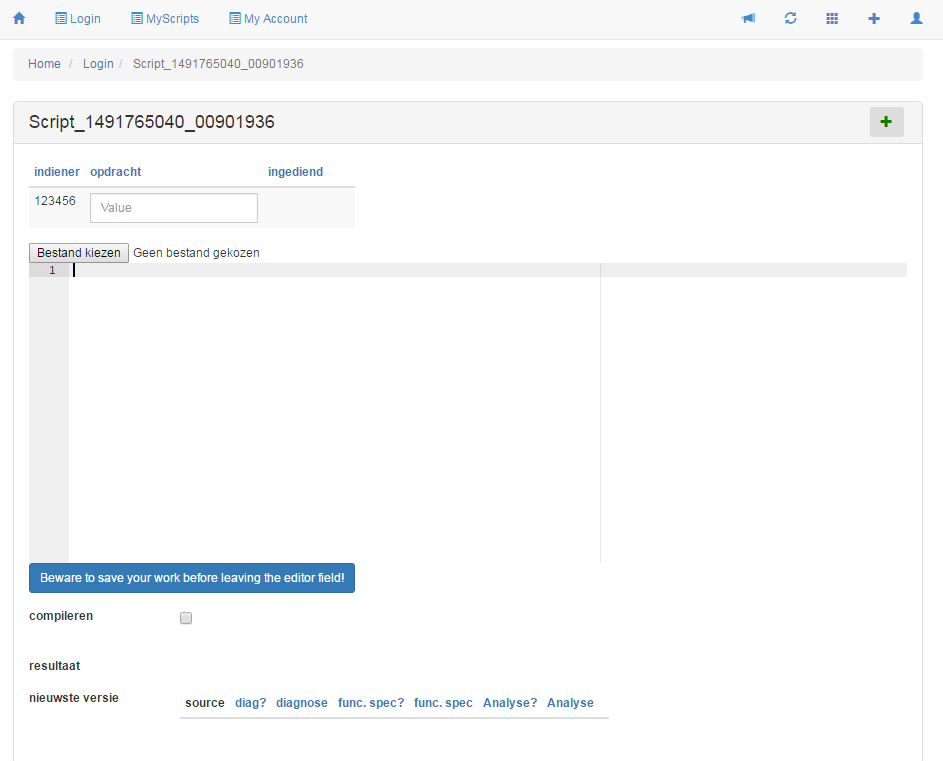 Login MyScripts My Account
Home / Login / Script_1491765040_00901936
Script_1491765040_00901936
indiener opdracht ingediend
123456 Value
Bestand kiezen Geen bestand gekozen
1
Beware to save your work before leaving the editor field!
compileren
resultaat
nieuwste versie source diag? diagnose func. spec? func. spec Analyse? Analyse